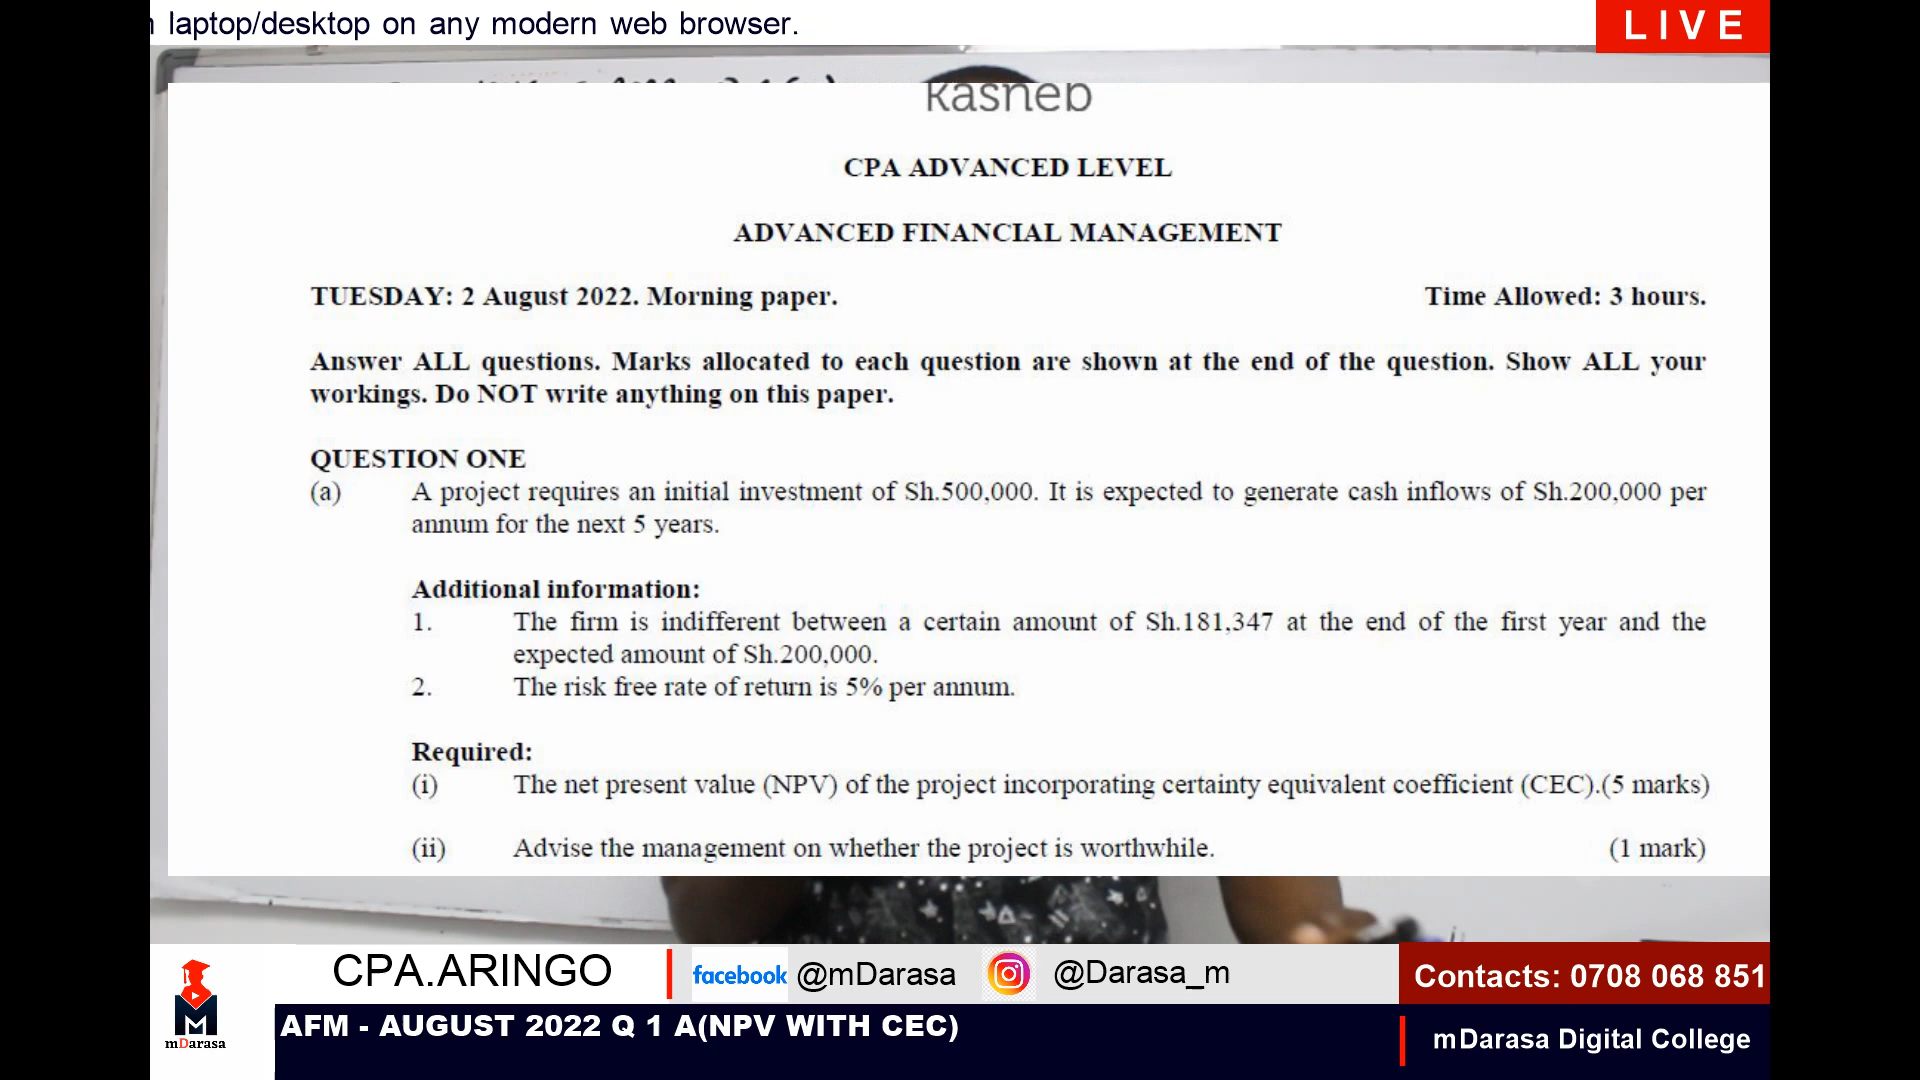 laptop/desktop on any modern web browser.
LIVE
kasneb
CPA ADVANCED LEVEL
ADVANCED FINANCIAL MANAGEMENT
TUESDAY: 2 August 2022. Morning paper. Time Allowed: 3 hours.
Answer ALL questions. Marks allocated to each question are shown at the end of the question. Show ALL your
workings. Do NOT write anything on this paper.
QUESTION ONE
(a) A project requires an initial investment of Sh.500,000. It is expected to generate cash inflows of Sh.200,000 per
annum for the next 5 years.
Additional information:
1. The firm is indifferent between a certain amount of Sh.181,347 at the end of the first year and the
expected amount of Sh.200,000.
2. The risk free rate of return is 5% per annum.
Required:
(i) The net present value (NPV) of the project incorporating certainty equivalent coefficient (CEC).(5 marks)
(ii) Advise the management on whether the project is worthwhile. (1 mark)
CPA.ARINGO
facebook @mDarasa
@Darasa_m
Contacts: 0708 068 851
mDarasa
AFM - AUGUST 2022 Q 1 A(NPV WITH CEC)
mDarasa Digital College